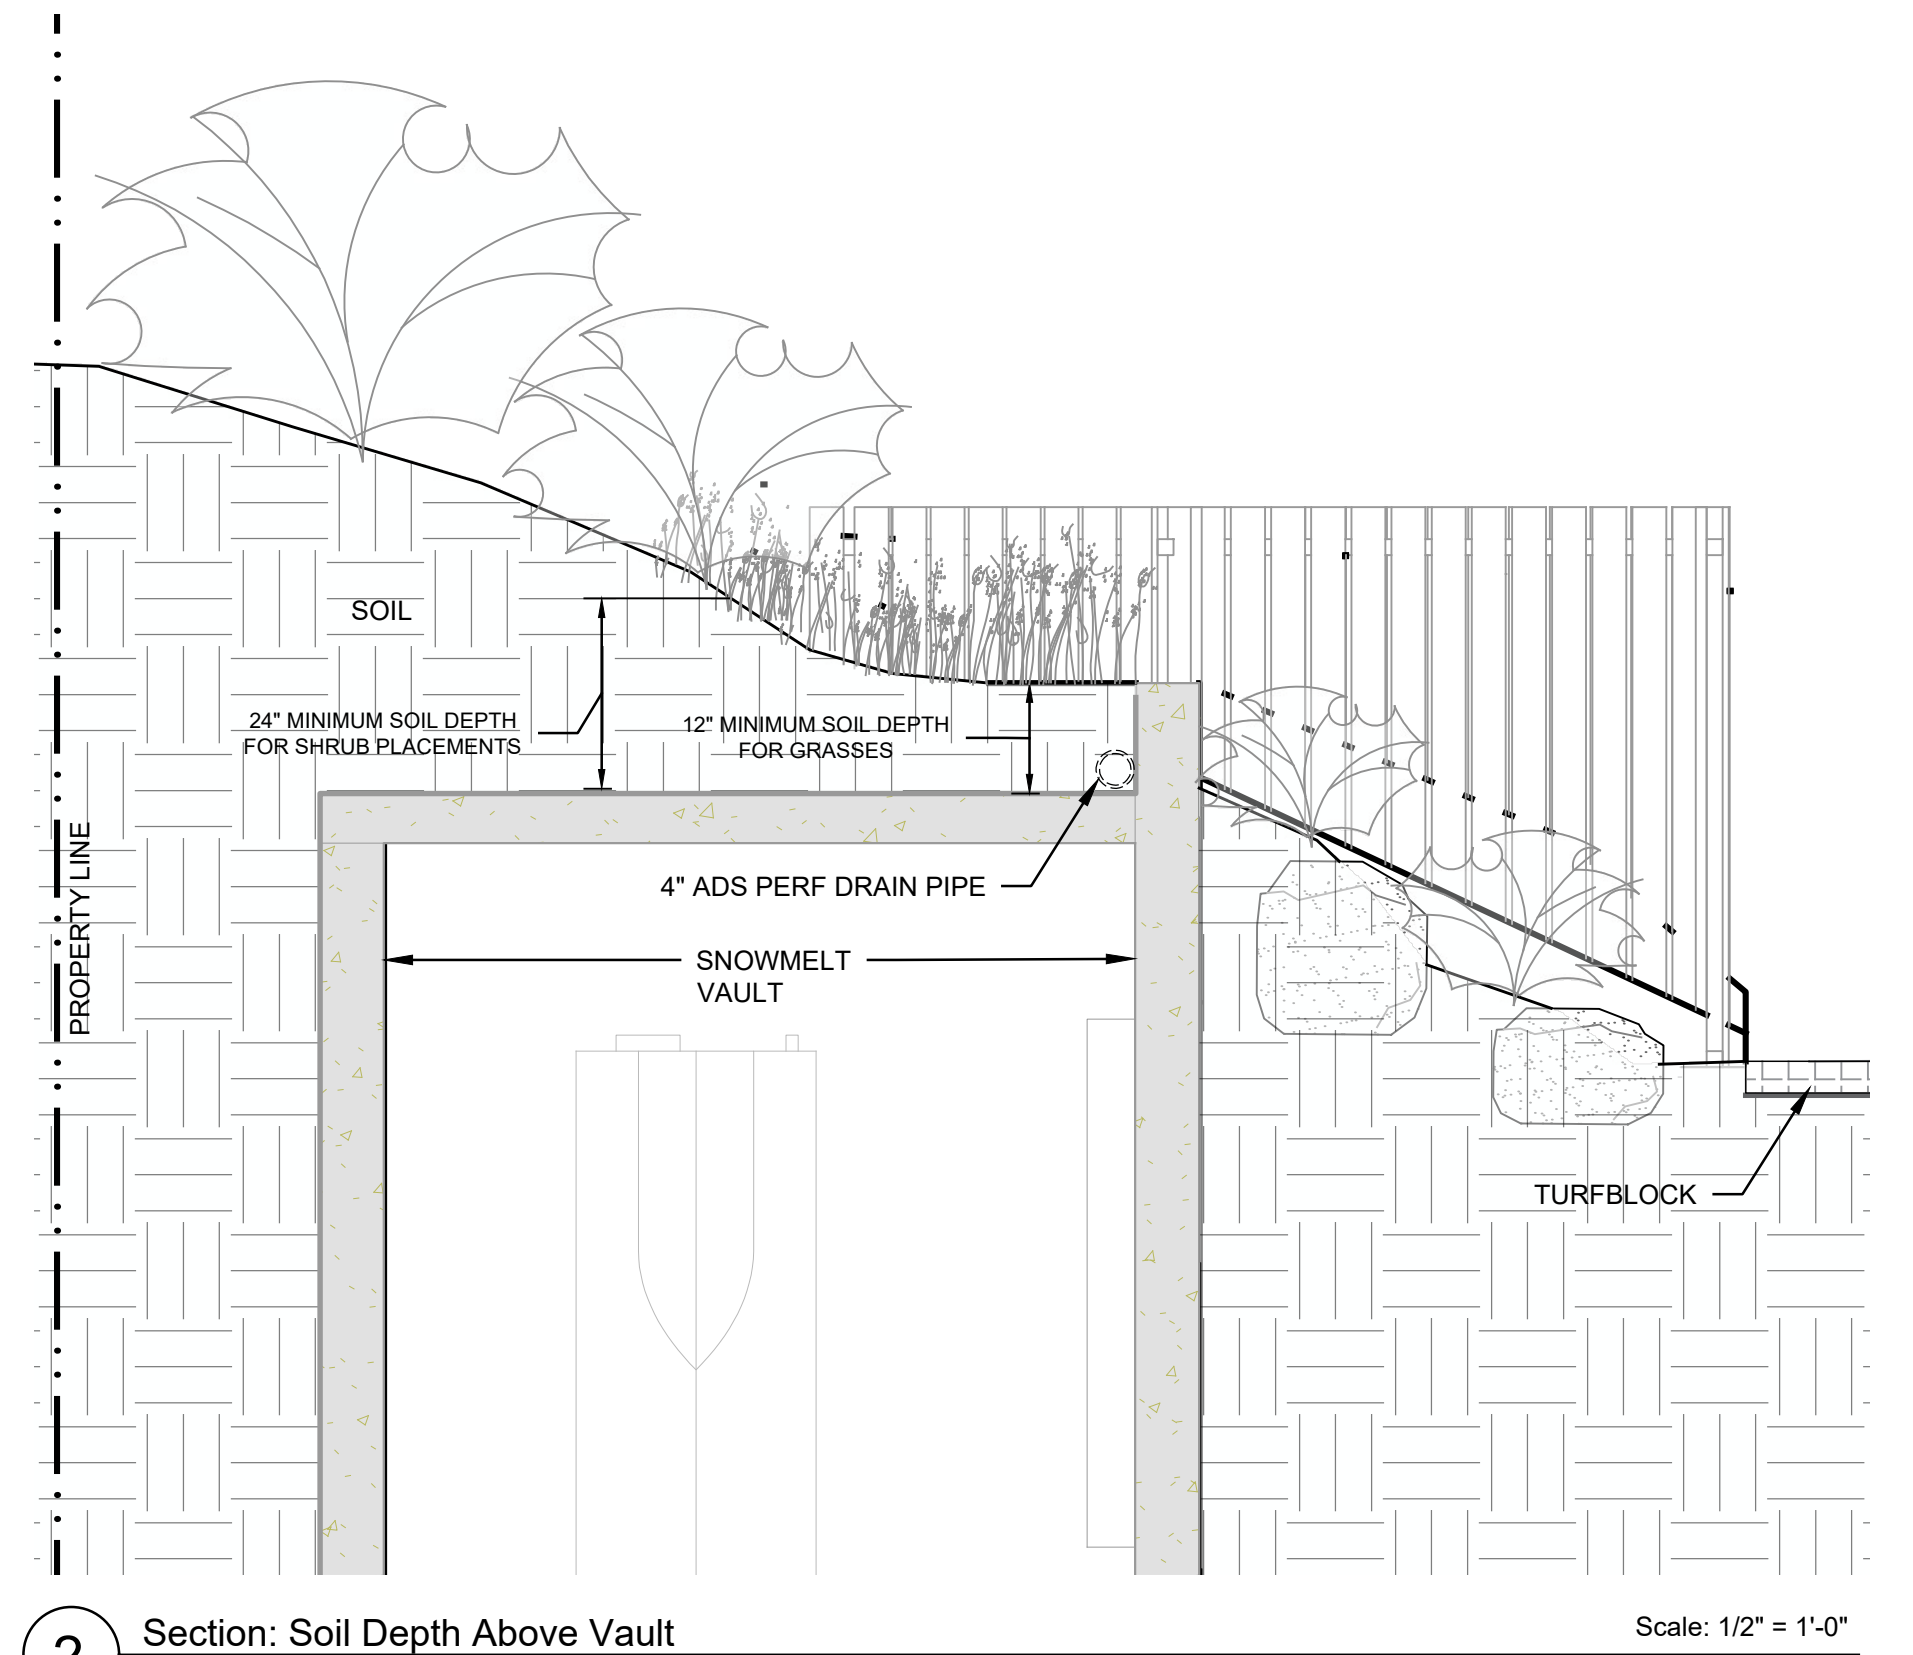 SOIL
24" MINIMUM SOIL DEPTH
FOR SHRUB PLACEMENTS
12" MINIMUM SOIL DEPTH
FOR GRASSES
PROPERTY LINE
4" ADS PERF DRAIN PIPE
SNOWMELT
VAULT
TURFBLOCK
2
Section: Soil Depth Above Vault
Scale: 1/2" = 1'-0"